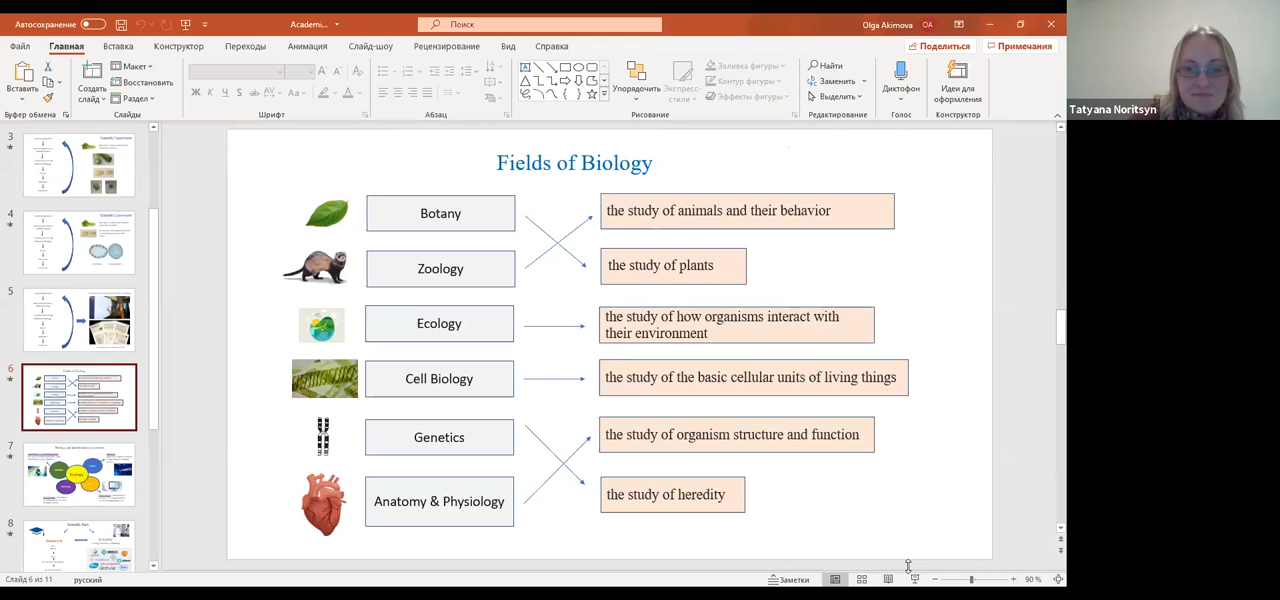 Автосохранение
Academi...
Поиск
Olga Akimova
OA
Файл
Главная
Вставка
Конструктор
Переходы
Анимация
Слайд-шоу
Рецензирование
Вид
Справка
Поделиться
Примечания
Вставить
Буфер обмена
Создать
слайд
Макет
Восстановить
Раздел
Слайды
Ж К Ч S ab AV Aa
Шрифт
Абзац
Упорядочить
Экспресс-
стили
Заливка фигуры
Контур фигуры
Эффекты фигуры
Рисование
Найти
Заменить
Выделить
Редактирование
Диктофон
Голос
Идеи для
оформления
Конструктор
Tatyana Noritsyn
3
4
5
6
7
8
Fields of Biology
Botany
the study of animals and their behavior
Zoology
the study of plants
Ecology
the study of how organisms interact with
their environment
Cell Biology
the study of the basic cellular units of living things
Genetics
the study of organism structure and function
Anatomy & Physiology
the study of heredity
Слайд 6 из 11
русский
Заметки
90 %